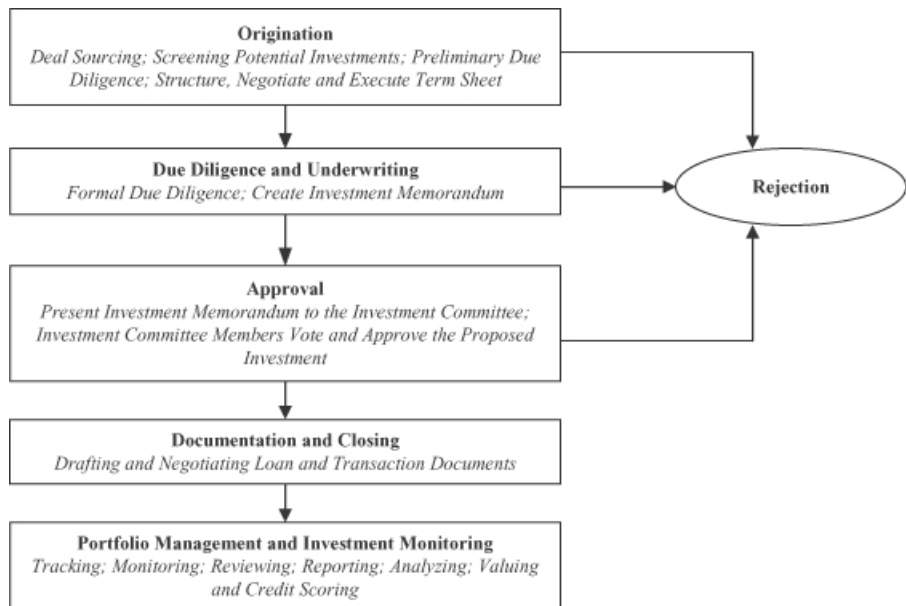 Origination
Deal Sourcing; Screening Potential Investments; Preliminary Due
Diligence; Structure, Negotiate and Execute Term Sheet
Due Diligence and Underwriting
Formal Due Diligence; Create Investment Memorandum
Rejection
Approval
Present Investment Memorandum to the Investment Committee;
Investment Committee Members Vote and Approve the Proposed
Investment
Documentation and Closing
Drafting and Negotiating Loan and Transaction Documents
Portfolio Management and Investment Monitoring
Tracking; Monitoring; Reviewing; Reporting; Analyzing; Valuing
and Credit Scoring